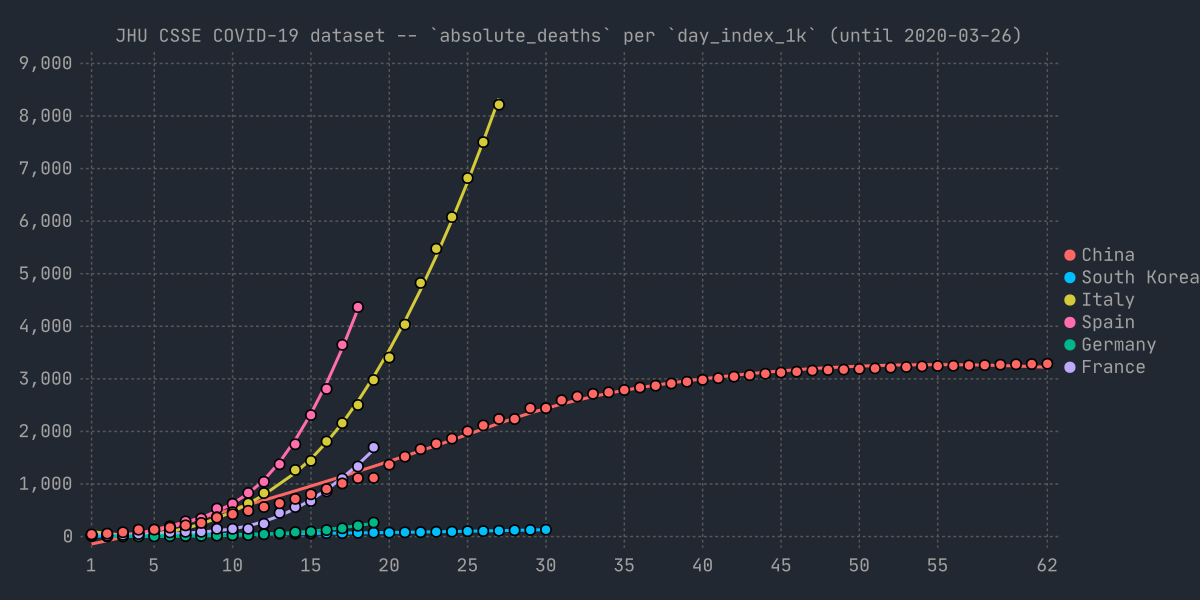 JHU CSSE COVID-19 dataset -- `absolute_deaths` per `day_index_1k` (until 2020-03-26)
9,000
8,000
7,000
6,000
5,000
4,000
3,000
2,000
1,000
0
1 5 10 15 20 25 30 35 40 45 50 55 62
China
South Korea
Italy
Spain
Germany
France